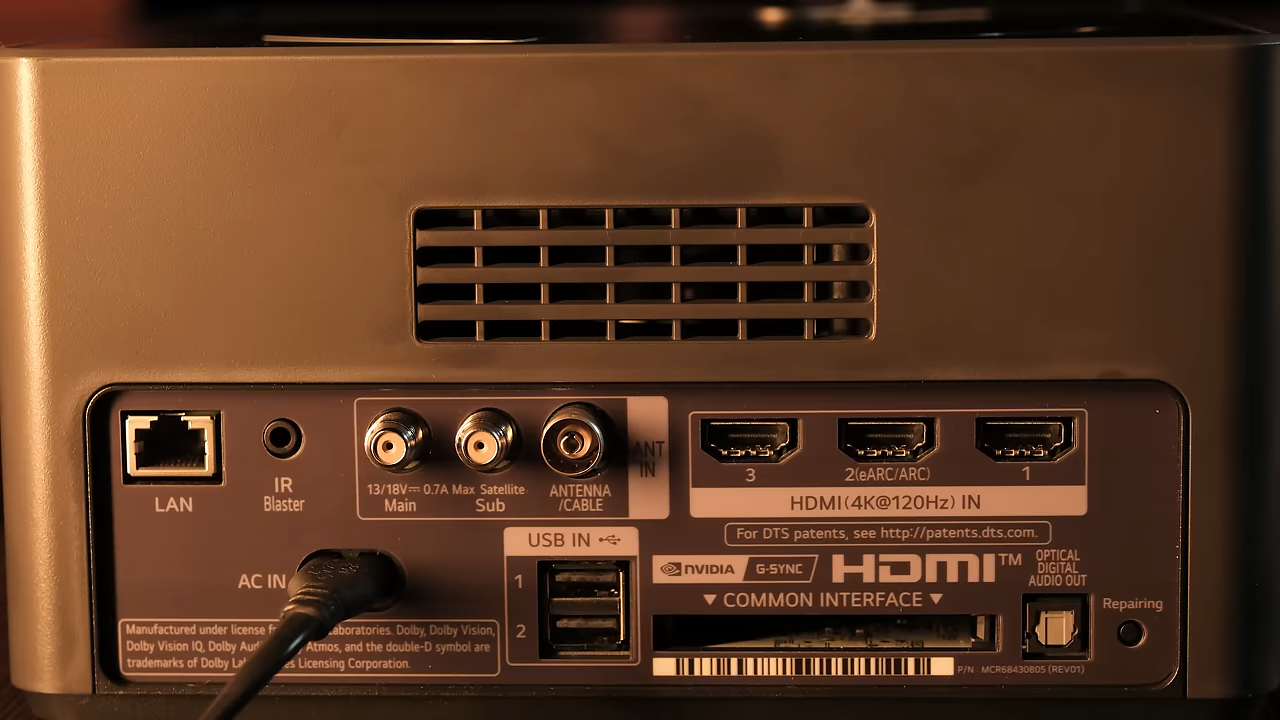 LAN
IR
Blaster
13/18V⎓ 0.7A Max Satellite
Main
Sub
ANTENNA
/CABLE
ANT
IN
3
2(eARC/ARC)
1
HDMI(4K@120Hz) IN
For DTS patents, see http://patents.dts.com.
USB IN
1
2
AC IN
NVIDIA G-SYNC
HDMI™
OPTICAL
DIGITAL
AUDIO OUT
▼ COMMON INTERFACE ▼
Repairing
Manufactured under license Laboratories. Dolby, Dolby Vision,
Dolby Vision IQ, Dolby Atmos, and the double-D symbol are
trademarks of Dolby Licensing Corporation.
P/N : MCR68430805 (REV01)